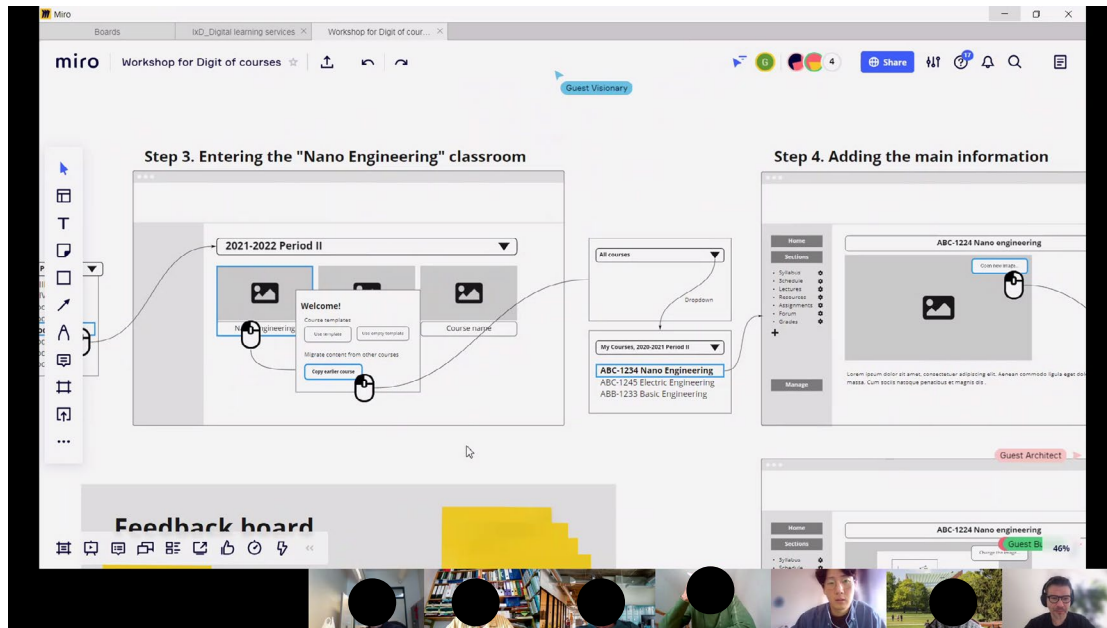 Miro
Boards
IxD_Digital learning services
Workshop for Digit of cour...
miro
Workshop for Digit of courses
G
4
Share
17
Guest Visionary
Step 3. Entering the "Nano Engineering" classroom
Step 4. Adding the main information
2021-2022 Period II
Welcome!
Course templates
Use template
Use empty template
Migrate content from other courses
Copy earlier course
Course name
All courses
Dropdown
My Courses, 2020-2021 Period II
ABC-1234 Nano Engineering
ABC-1245 Electric Engineering
ABB-1233 Basic Engineering
Home
Sections
Syllabus
Schedule
Lectures
Resources
Assignments
Forum
Grades
Manage
ABC-1224 Nano engineering
Lorem ipsum dolor sit amet, consectetuer adipiscing elit. Aenean commodo ligula eget
massa. Cum sociis natoque penatibus et magnis dis
Guest Architect
Feedback board
Home
Sections
Syllabus
Schedule
ABC-1224 Nano engineering
Guest
46%